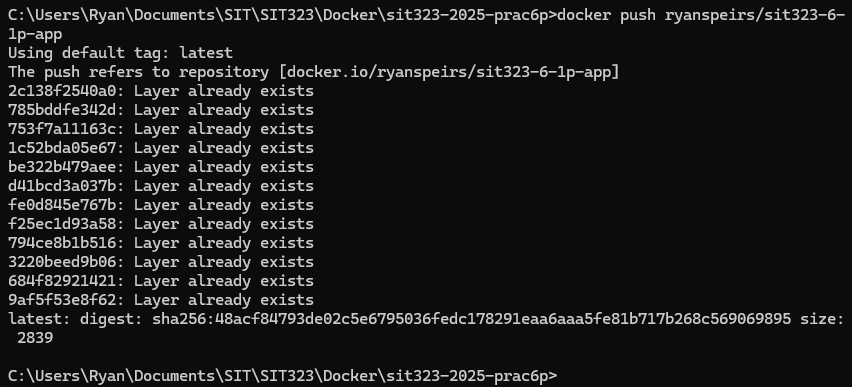 C:\Users\Ryan\Documents\SIT\SIT323\Docker\sit323-2025-prac6p>docker push ryanspeirs/sit323-6-
1p-app
Using default tag: latest
The push refers to repository [docker.io/ryanspeirs/sit323-6-1p-app]
2c138f2540a0: Layer already exists
785bddfe342d: Layer already exists
753f7a11163c: Layer already exists
1c52bda05e67: Layer already exists
be322b479aee: Layer already exists
d41bcd3a037b: Layer already exists
fe0d845e767b: Layer already exists
f25ec1d93a58: Layer already exists
794ce8b1b516: Layer already exists
3220beed9b06: Layer already exists
684f82921421: Layer already exists
9af5f53e8f62: Layer already exists
latest: digest: sha256:48acf84793de02c5e6795036fedc178291eaa6aaa5fe81b717b268c569069895 size:
 2839
C:\Users\Ryan\Documents\SIT\SIT323\Docker\sit323-2025-prac6p>